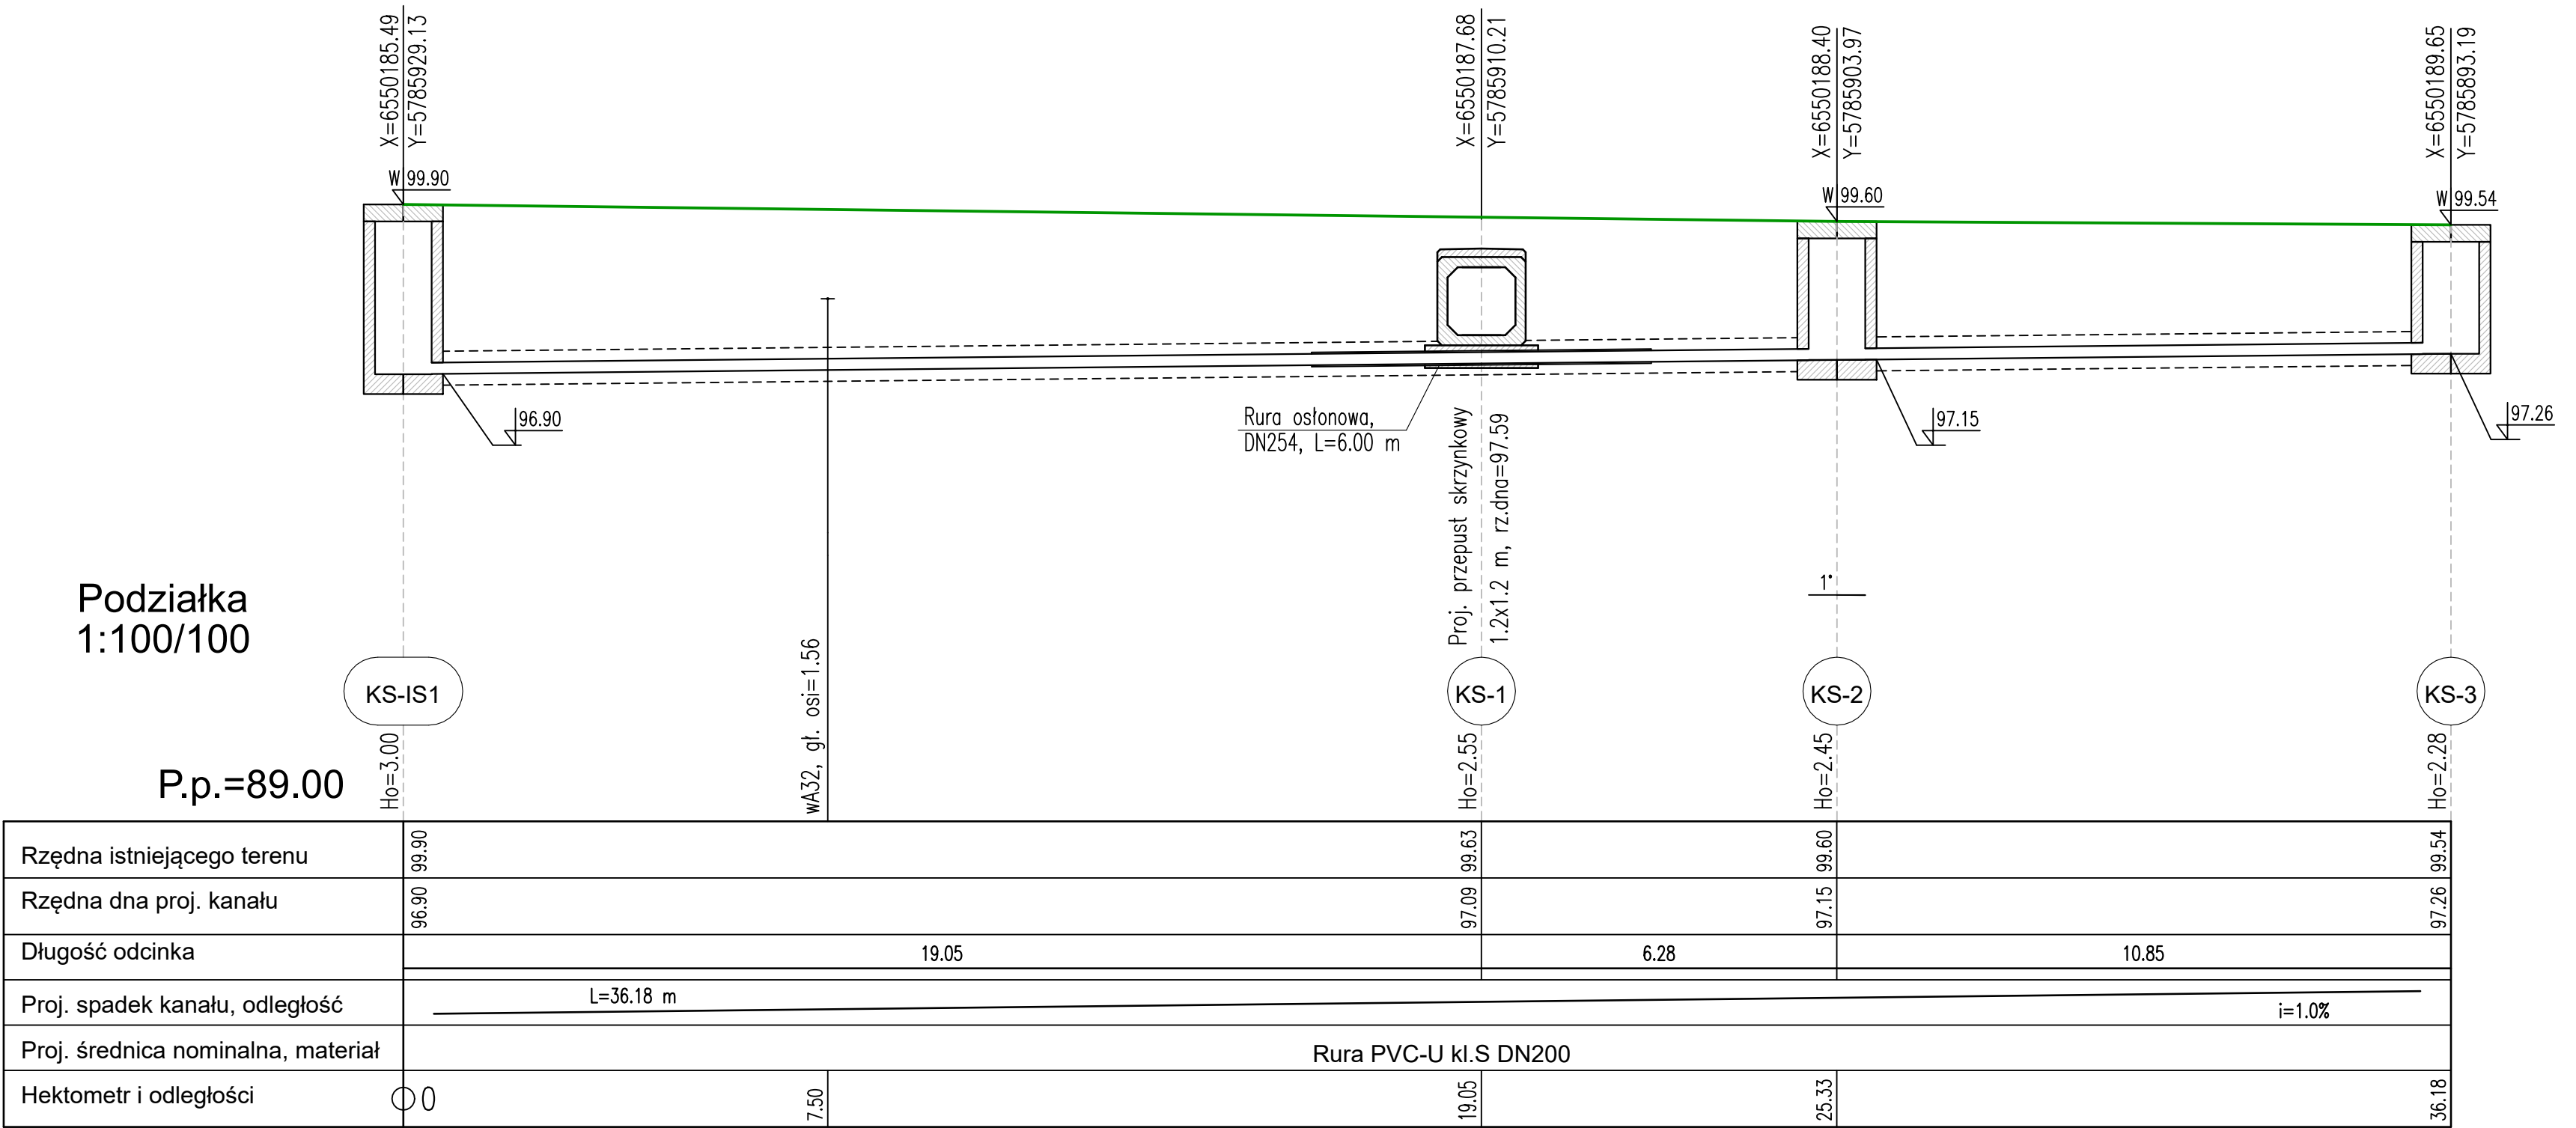 X=6550185.49
Y=5785929.13
X=6550187.68
Y=5785910.21
X=6550188.40
Y=5785903.97
X=6550189.65
Y=5785893.19
W 99.90
W 99.60
W 99.54
96.90
97.15
97.26
Rura osłonowa,
DN254, L=6.00 m
Proj. przepust skrzynkowy
1.2x1.2 m, rz.dna=97.59
1°
wA32, gł. osi=1.56
Podziałka
1:100/100
KS-IS1
KS-1
KS-2
KS-3
P.p.=89.00
Ho=3.00
Ho=2.55
Ho=2.45
Ho=2.28
Rzędna istniejącego terenu 99.90 99.63 99.60 99.54
Rzędna dna proj. kanału 96.90 97.09 97.15 97.26
Długość odcinka 19.05 6.28 10.85
Proj. spadek kanału, odległość L=36.18 m i=1.0%
Proj. średnica nominalna, materiał Rura PVC-U kl.S DN200
Hektometr i odległości 0 7.50 19.05 25.33 36.18